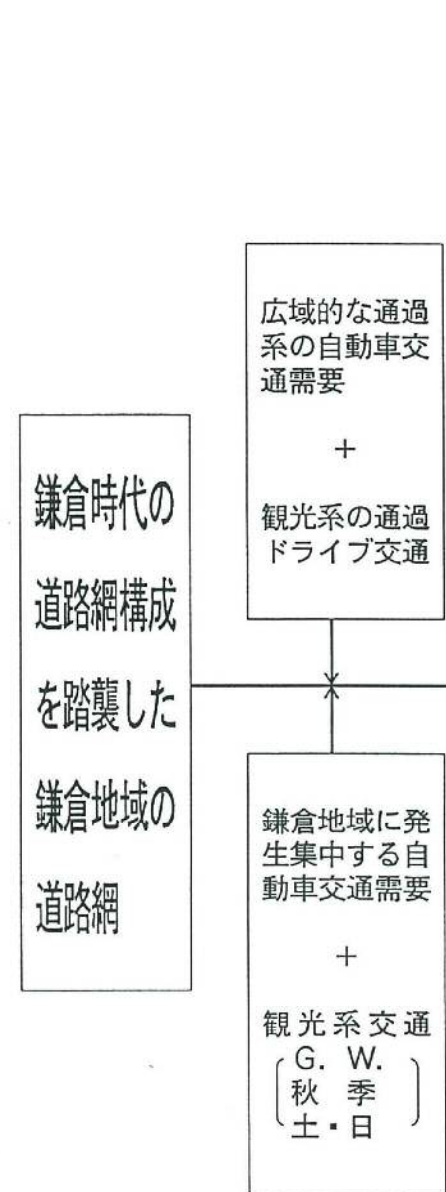 鎌倉時代の
道路網構成
を踏襲した
鎌倉地域の
道路網
広域的な通過
系の自動車交
通需要
+
観光系の通過
ドライブ交通
鎌倉地域に発
生集中する自
動車交通需要
+
観光系交通
G. W.
秋 季
土・日